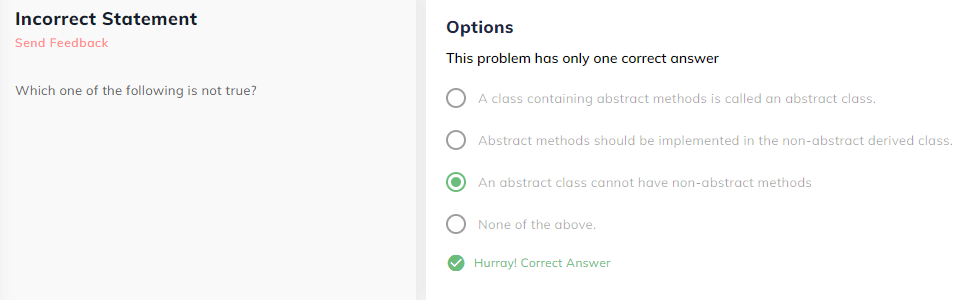 Incorrect Statement
Send Feedback
Which one of the following is not true?
Options
This problem has only one correct answer
A class containing abstract methods is called an abstract class.
Abstract methods should be implemented in the non-abstract derived class.
An abstract class cannot have non-abstract methods
None of the above.
Hurray! Correct Answer